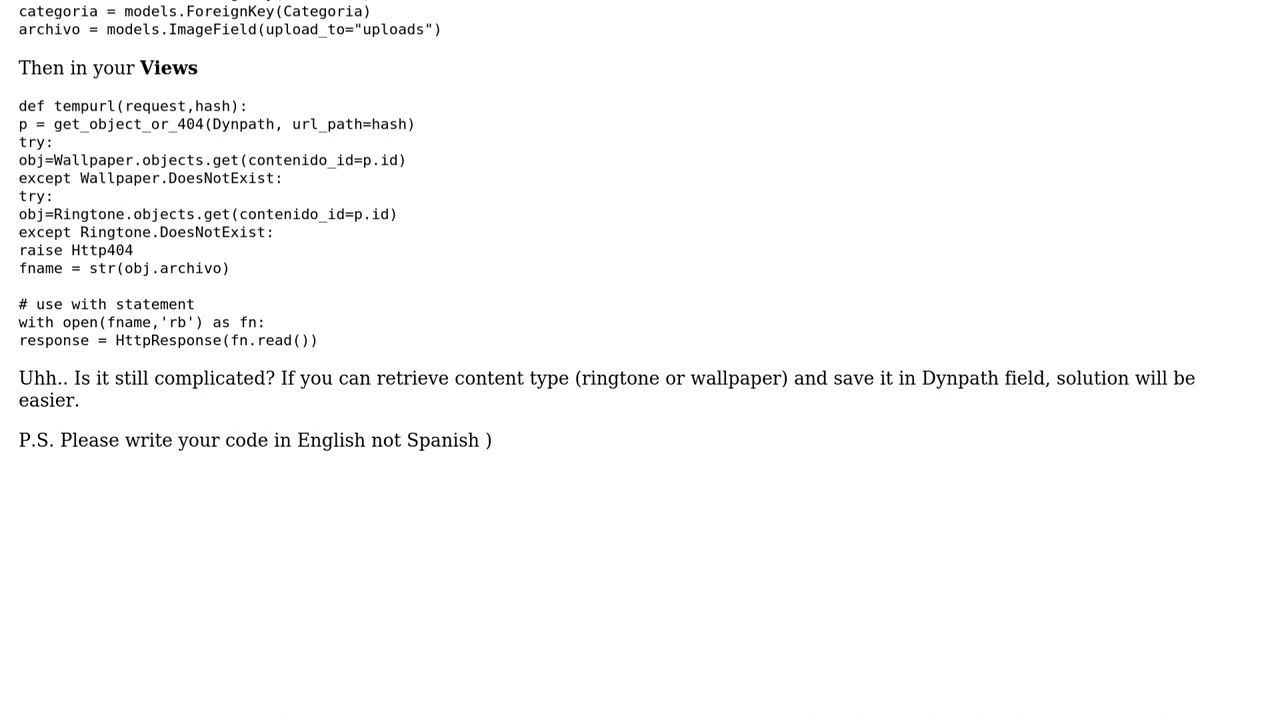 categoria = models.ForeignKey(Categoria)
archivo = models.ImageField(upload_to="uploads")
Then in your Views
def tempurl(request,hash):
p = get_object_or_404(Dynpath, url_path=hash)
try:
obj=Wallpaper.objects.get(contenido_id=p.id)
except Wallpaper.DoesNotExist:
try:
obj=Ringtone.objects.get(contenido_id=p.id)
except Ringtone.DoesNotExist:
raise Http404
fname = str(obj.archivo)
# use with statement
with open(fname,'rb') as fn:
response = HttpResponse(fn.read())
Uhh.. Is it still complicated? If you can retrieve content type (ringtone or wallpaper) and save it in Dynpath field, solution will be
easier.
P.S. Please write your code in English not Spanish )